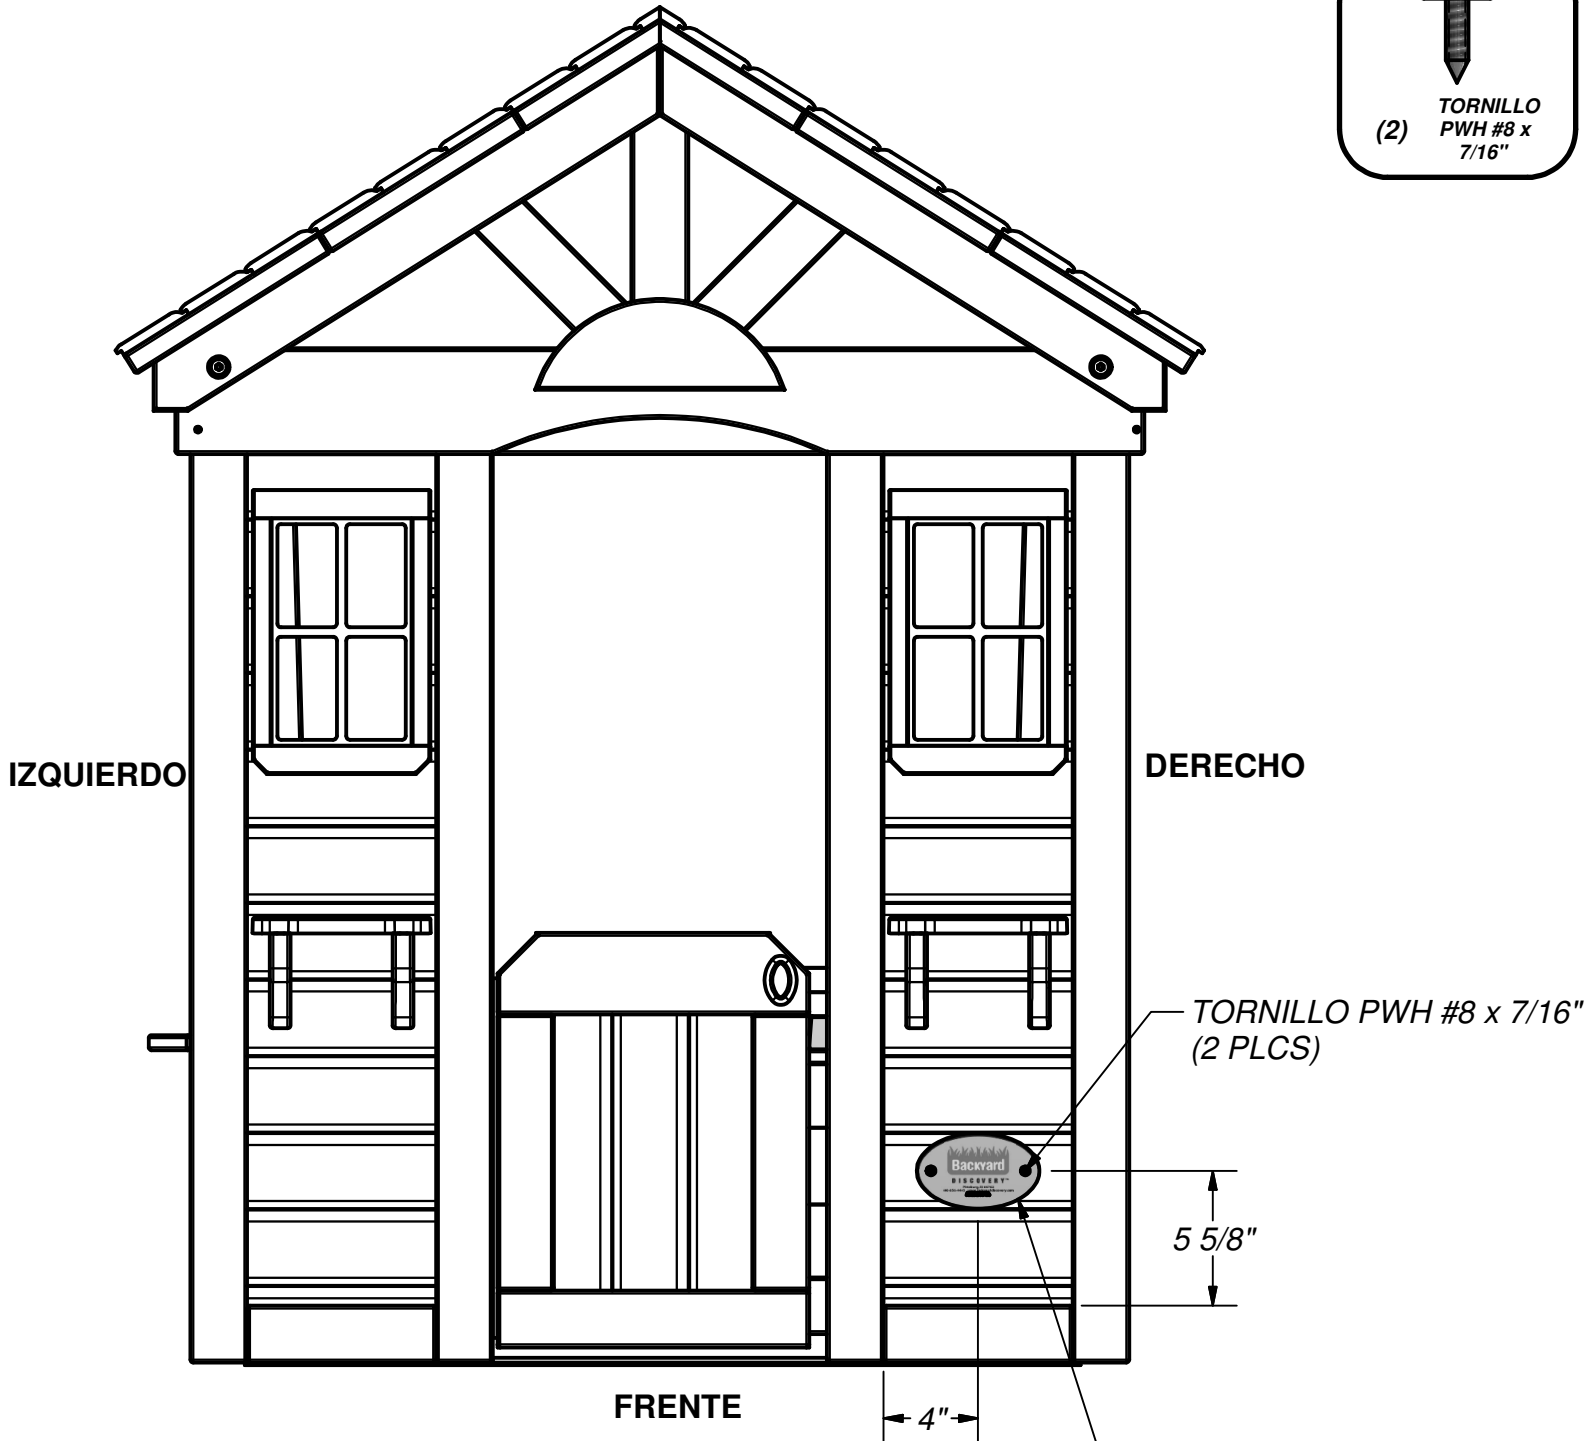 (2)
TORNILLO
PWH #8 x
7/16"
IZQUIERDO
DERECHO
TORNILLO PWH #8 x 7/16"
(2 PLCS)
Backyard
DISCOVERY™
5 5/8"
FRENTE
4"